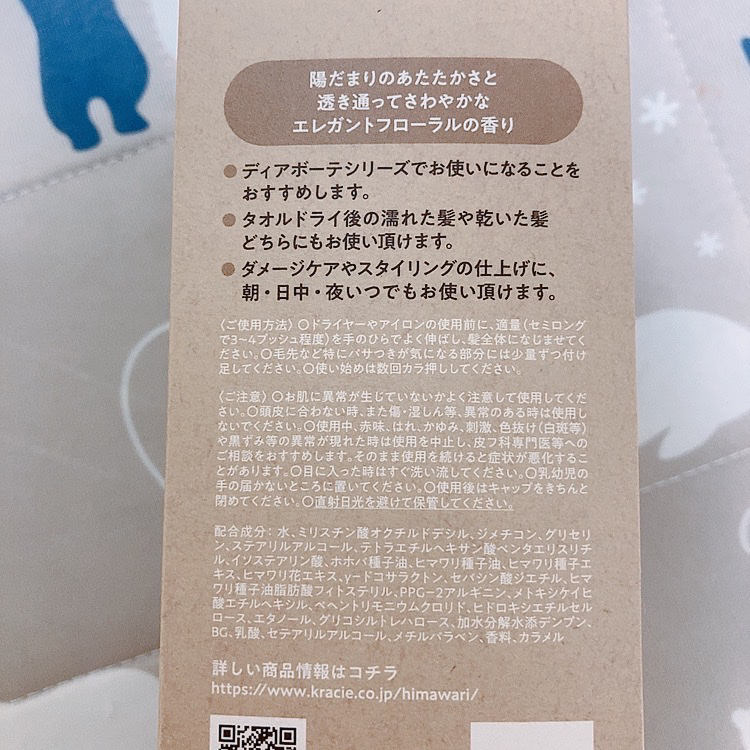 陽だまりのあたたかさと
透き通ってさわやかな
エレガントフローラルの香り
●ディアボーテシリーズでお使いになることを
おすすめします。
●タオルドライ後の濡れた髪や乾いた髪
どちらにもお使い頂けます。
●ダメージケアやスタイリングの仕上げに、
朝・日中・夜いつでもお使い頂けます。
〈ご使用方法〉〇ドライヤーやアイロンの使用前に、適量(セミロング
で3~4プッシュ程度)を手のひらでよく伸ばし、髪全体になじませて
ください。〇毛先など特にパサつきが気になる部分には少量ずつ付け
足してください。〇使い始めは数回カラ押ししてください。
〈ご注意〉〇お肌に異常が生じていないかよく注意して使用してくだ
さい。〇頭皮に合わない時、また傷・湿しん等、異常のある時は使用し
ないでください。〇使用中、赤味、はれ、かゆみ、刺激、色抜け(白斑等)
や黒ずみ等の異常が現れた時は使用を中止し、皮フ科専門医等への
ご相談をおすすめします。そのまま使用を続けると症状が悪化するこ
とがあります。〇目に入った時はすぐ洗い流してください。〇乳幼児の
手の届かないところに置いてください。〇使用後はキャップをきちんと
閉めてください。〇直射日光を避けて保管してください。
配合成分：水、ミリスチン酸オクチルドデシル、ジメチコン、グリセリ
ン、ステアリルアルコール、テトラエチルヘキサン酸ペンタエリスリチ
ル、イソステアリン酸、ホホバ種子油、ヒマワリ種子油、ヒマワリ種子エ
キス、ヒマワリ花エキス、γ-ドコサラクトン、セバシン酸ジエチル、ヒマ
ワリ種子油脂肪酸フィトステリル、PPG-2アルギニン、メトキシケイヒ
酸エチルヘキシル、ベヘントリモニウムクロリド、ヒドロキシエチルセル
ロース、エタノール、グリコシルトレハロース、加水分解水添デンプン、
BG、乳酸、セテアリルアルコール、メチルパラベン、香料、カラメル
詳しい商品情報はコチラ
https://www.kracie.co.jp/himawari/